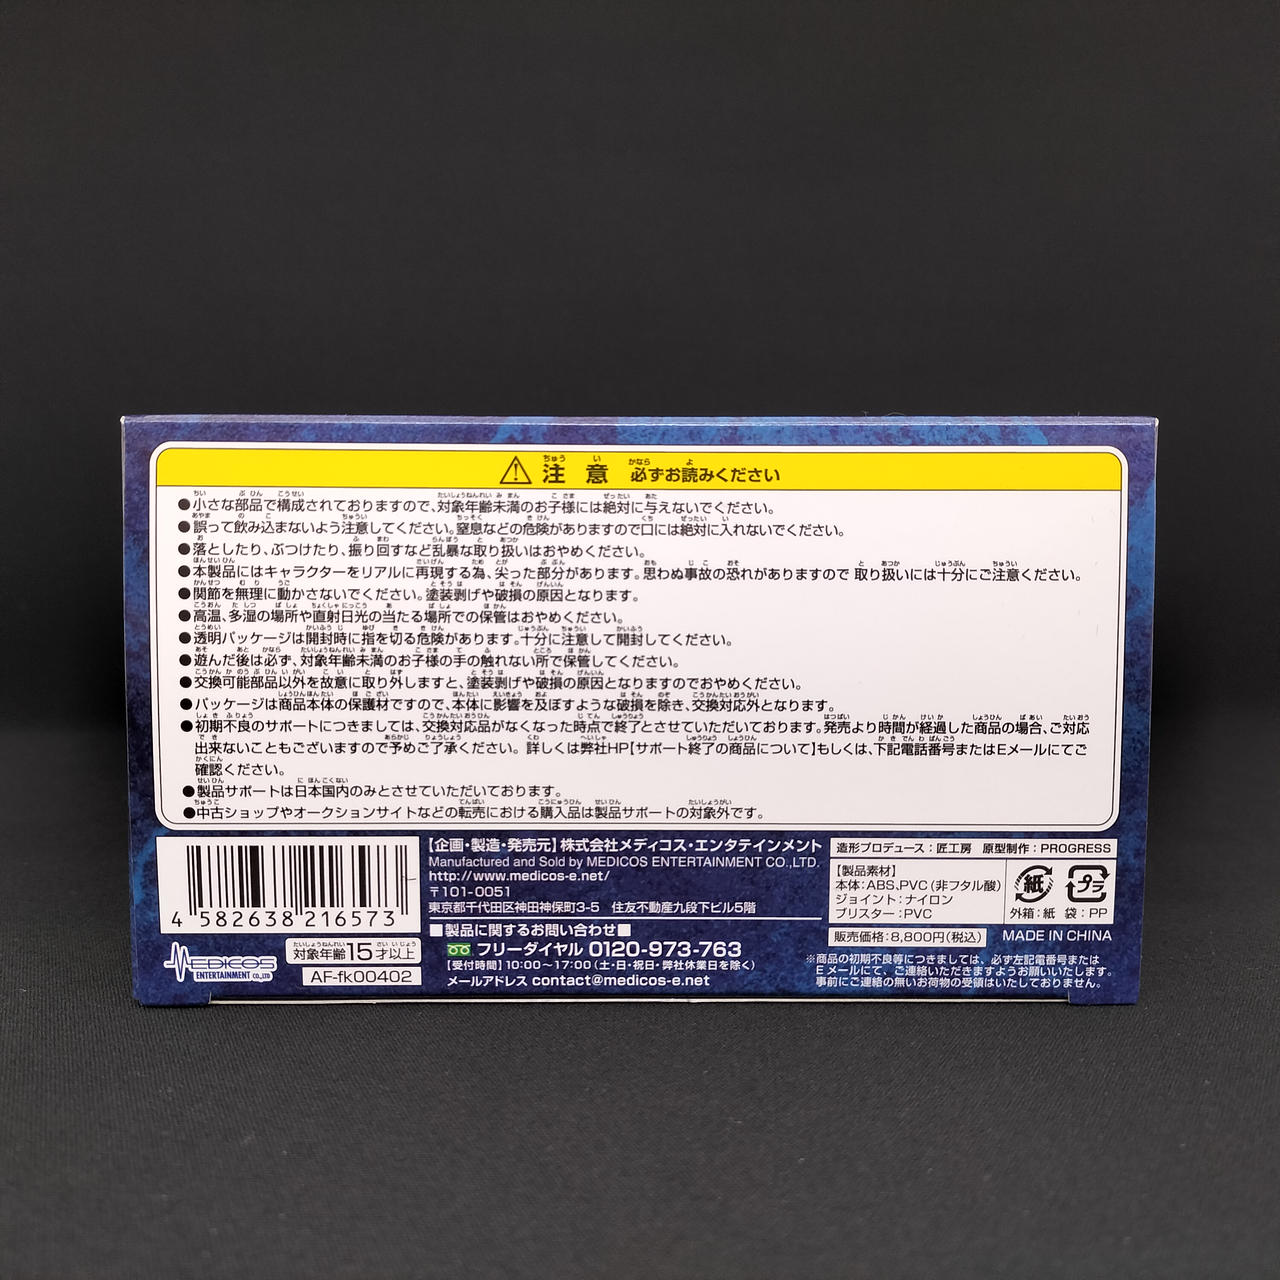 ⚠ 注意 必ずお読みください
●小さな部品で構成されておりますので、対象年齢未満のお子様には絶対に与えないでください。
●誤って飲み込まないよう注意してください。窒息などの危険がありますので口には絶対に入れないでください。
●落としたり、ぶつけたり、振り回すなど乱暴な取り扱いはおやめください。
●本製品にはキャラクターをリアルに再現する為、尖った部分があります。思わぬ事故の恐れがありますので 取り扱いには十分にご注意ください。
●関節を無理に動かさないでください。塗装剥げや破損の原因となります。
●高温、多湿の場所や直射日光の当たる場所での保管はおやめください。
●透明パッケージは開封時に指を切る危険があります。十分に注意して開封してください。
●遊んだ後は必ず、対象年齢未満のお子様の手の触れない所で保管してください。
●交換可能部品以外を故意に取り外しますと、塗装剥げや破損の原因となりますのでおやめください。
●パッケージは商品本体の保護材ですので、本体に影響を及ぼすような破損を除き、交換対応外となります。
●初期不良のサポートにつきましては、交換対応品がなくなった時点で終了とさせていただいております。発売より時間が経過した商品の場合、ご対応
出来ないこともございますので予めご了承ください。詳しくは弊社HP【サポート終了の商品について】もしくは、下記電話番号またはEメールにてご
確認ください。
●製品サポートは日本国内のみとさせていただいております。
●中古ショップやオークションサイトなどの転売における購入品は製品サポートの対象外です。
4 582638 216573
MEDICOS
ENTERTAINMENT CO.,LTD
対象年齢15才以上
AF-fk00402
【企画・製造・発売元】株式会社メディコス・エンタテインメント
Manufactured and Sold by MEDICOS ENTERTAINMENT CO.,LTD.
http://www.medicos-e.net/
〒101-0051
東京都千代田区神田神保町3-5 住友不動産九段下ビル5階
■製品に関するお問い合わせ■
フリーダイヤル 0120-973-763
【受付時間】10:00～17:00（土・日・祝日・弊社休業日を除く）
メールアドレス contact@medicos-e.net
造形プロデュース：匠工房 原型制作：PROGRESS
【製品素材】
本体：ABS、PVC（非フタル酸）
ジョイント：ナイロン
ブリスター：PVC
紙
プラ
外箱：紙 袋：PP
販売価格：8,800円（税込）
MADE IN CHINA
※商品の初期不良等につきましては、必ず左記電話番号または
Eメールにて、ご連絡いただきますようお願いいたします。
事前にご連絡の無いお荷物の受領はいたしておりません。